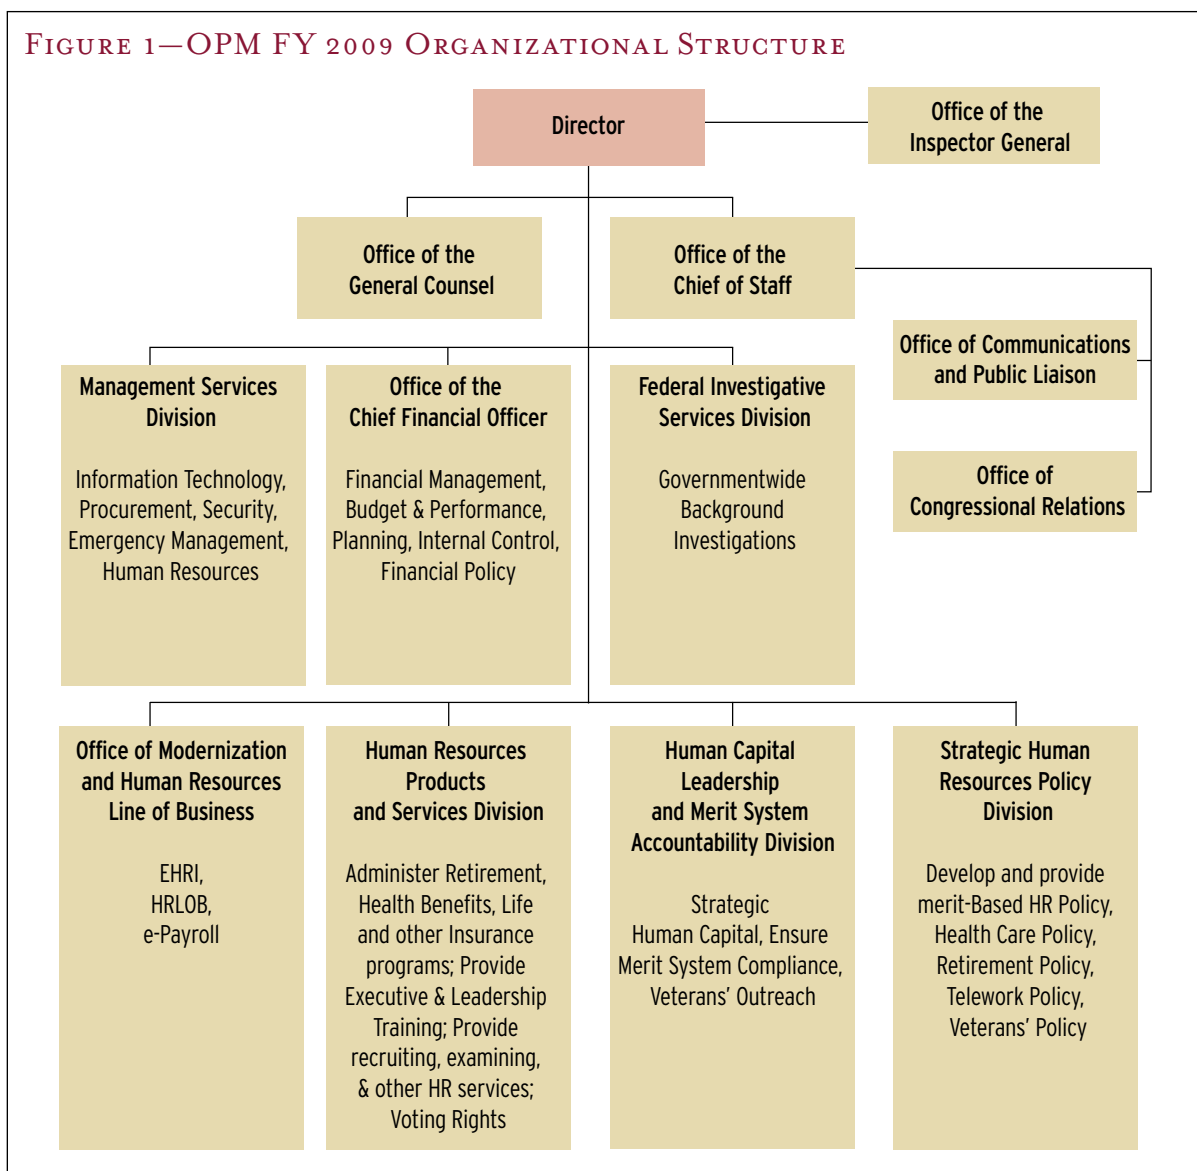 FIGURE 1—OPM FY 2009 ORGANIZATIONAL STRUCTURE
Director
Office of the
Inspector General
Office of the
General Counsel
Office of the
Chief of Staff
Office of Communications
and Public Liaison
Office of
Congressional Relations
Management Services
Division
Information Technology,
Procurement, Security,
Emergency Management,
Human Resources
Office of the
Chief Financial Officer
Financial Management,
Budget & Performance,
Planning, Internal Control,
Financial Policy
Federal Investigative
Services Division
Governmentwide
Background
Investigations
Office of Modernization
and Human Resources
Line of Business
EHRI,
HRLOB,
e-Payroll
Human Resources
Products
and Services Division
Administer Retirement,
Health Benefits, Life
and other Insurance
programs; Provide
Executive & Leadership
Training; Provide
recruiting, examining,
& other HR services;
Voting Rights
Human Capital
Leadership
and Merit System
Accountability Division
Strategic
Human Capital, Ensure
Merit System Compliance,
Veterans’ Outreach
Strategic Human
Resources Policy
Division
Develop and provide
merit-Based HR Policy,
Health Care Policy,
Retirement Policy,
Telework Policy,
Veterans’ Policy